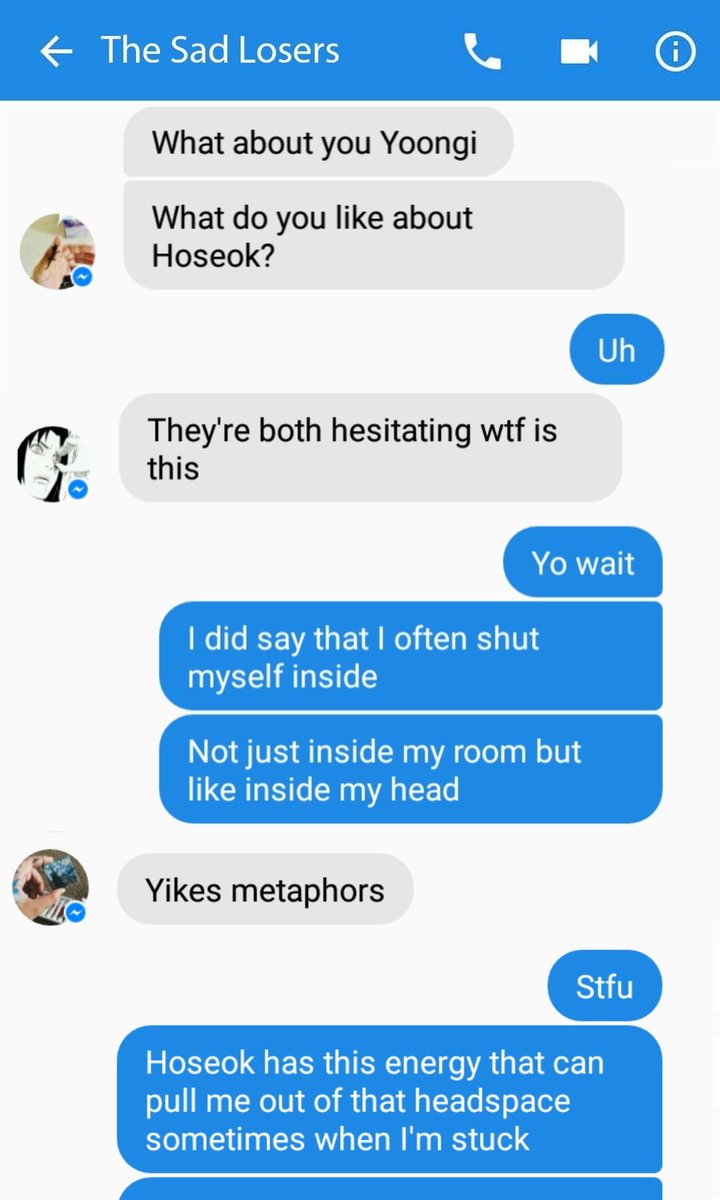 The Sad Losers
What about you Yoongi
What do you like about
Hoseok?
Uh
They're both hesitating wtf is
this
Yo wait
I did say that I often shut
myself inside
Not just inside my room but
like inside my head
Yikes metaphors
Stfu
Hoseok has this energy that can
pull me out of that headspace
sometimes when I'm stuck